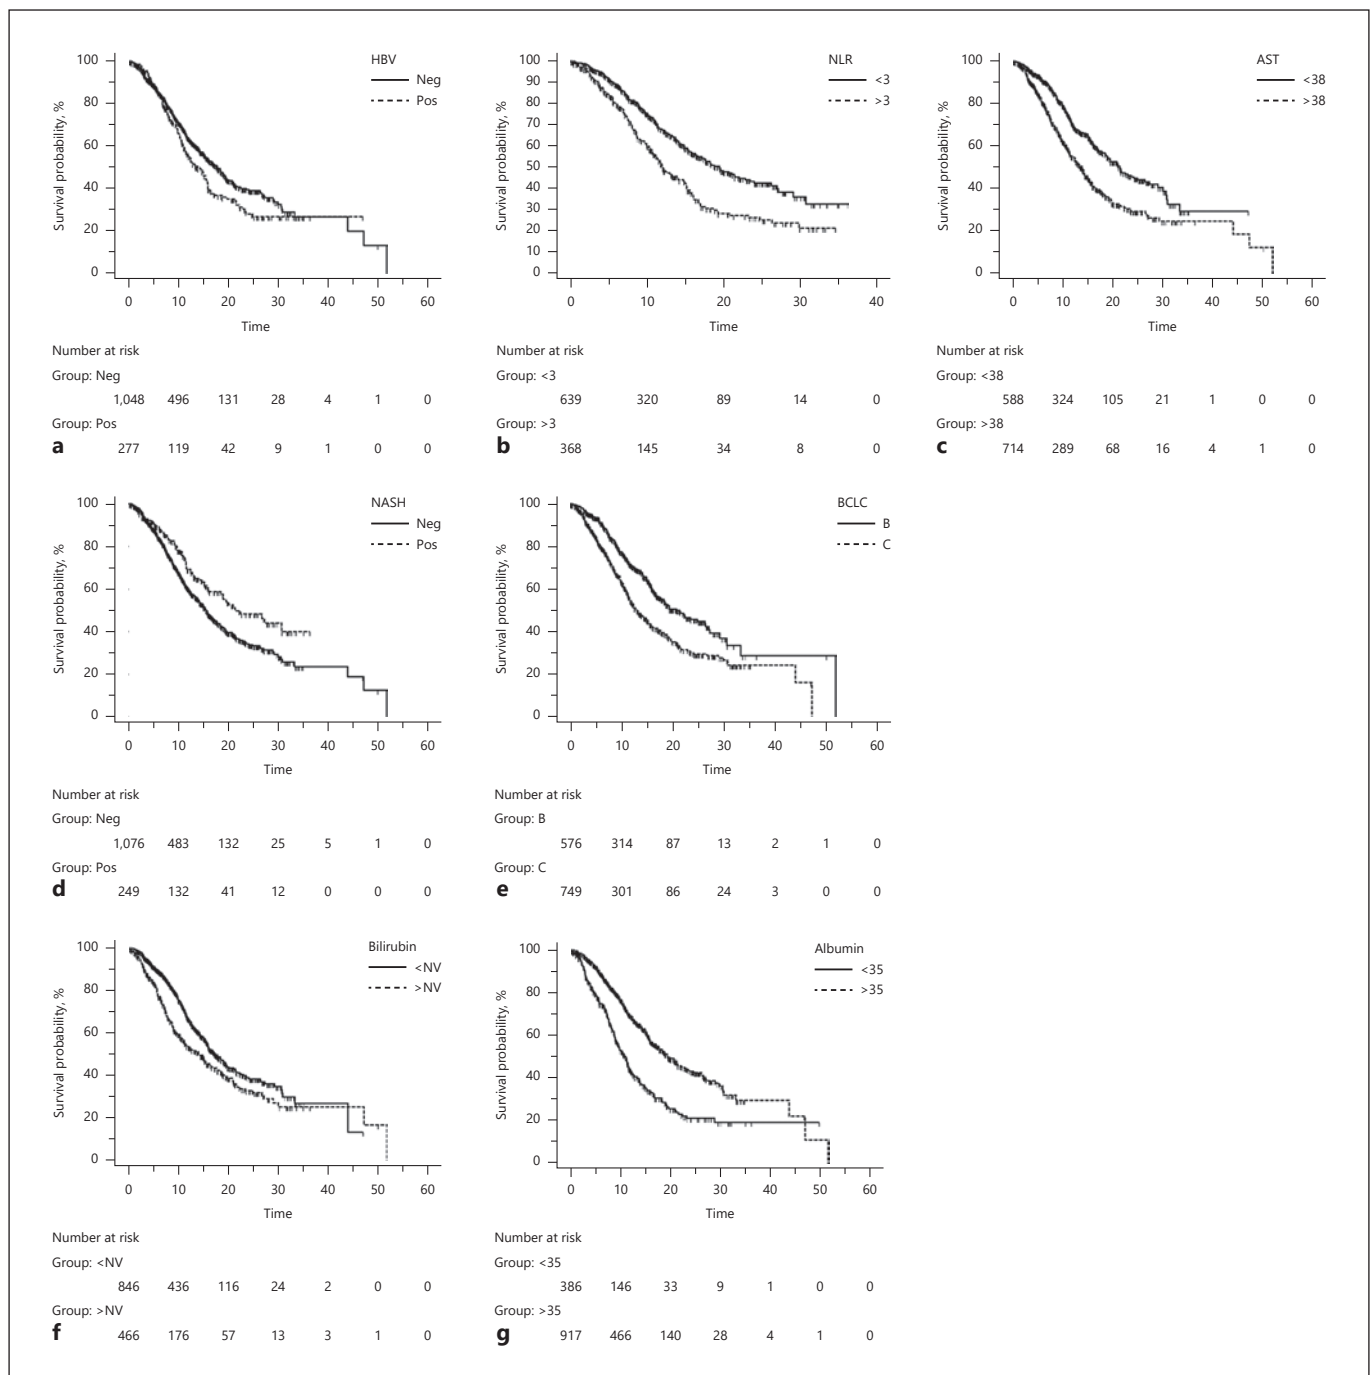 HBV
Neg
Pos
Survival probability, %
100
80
60
40
20
0
0 10 20 30 40 50 60
Time
Number at risk
Group: Neg
1,048 496 131 28 4 1 0
Group: Pos
a 277 119 42 9 1 0 0
NLR
<3
>3
Survival probability, %
100
90
80
70
60
50
40
30
20
10
0
0 10 20 30 40
Time
Number at risk
Group: <3
639 320 89 14 0
Group: >3
b 368 145 34 8 0
AST
<38
>38
Survival probability, %
100
80
60
40
20
0
0 10 20 30 40 50 60
Time
Number at risk
Group: <38
588 324 105 21 1 0 0
Group: >38
c 714 289 68 16 4 1 0
NASH
Neg
Pos
Survival probability, %
100
80
60
40
20
0
0 10 20 30 40 50 60
Time
Number at risk
Group: Neg
1,076 483 132 25 5 1 0
Group: Pos
d 249 132 41 12 0 0 0
BCLC
B
C
Survival probability, %
100
80
60
40
20
0
0 10 20 30 40 50 60
Time
Number at risk
Group: B
576 314 87 13 2 1 0
Group: C
e 749 301 86 24 3 0 0
Bilirubin
<NV
>NV
Survival probability, %
100
80
60
40
20
0
0 10 20 30 40 50 60
Time
Number at risk
Group: <NV
846 436 116 24 2 0 0
Group: >NV
f 466 176 57 13 3 1 0
Albumin
<35
>35
Survival probability, %
100
80
60
40
20
0
0 10 20 30 40 50 60
Time
Number at risk
Group: <35
386 146 33 9 1 0 0
Group: >35
g 917 466 140 28 4 1 0